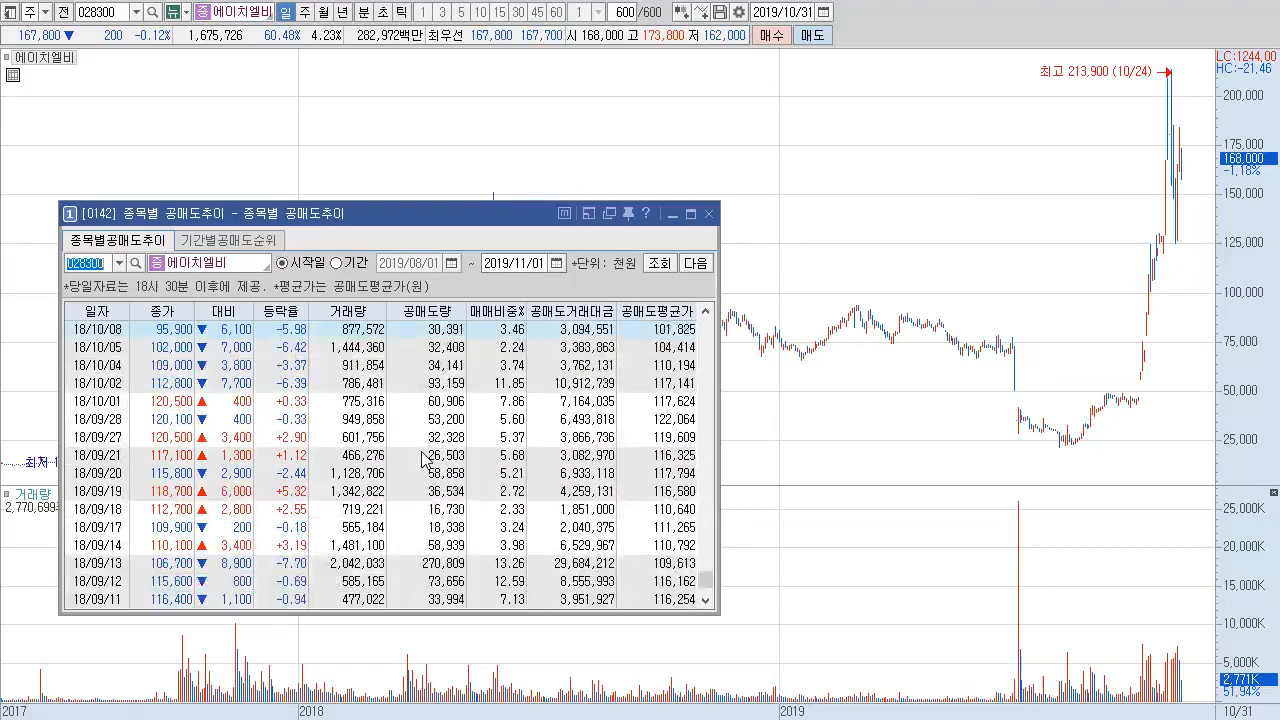 주 전 028300 뉴 증 에이치엘비 일 주 월 년 분 초 틱 1 3 5 10 15 30 45 60 1 600 /600 2019/10/31
167,800 ▼ 200 -0.12% 1,675,726 60.48% 4.23% 282,972백만 최우선 167,800 167,700 시 168,000 고 173,800 저 162,000 매수 매도
에이치엘비
LC:1244,00
HC:-21,46
최고 213,900 (10/24)
200,000
175,000
168,000
-1,18%
150,000
125,000
100,000
75,000
50,000
25,000
최저 1
1 [0142] 종목별 공매도추이 - 종목별 공매도추이
종목별공매도추이 기간별공매도순위
028300 증 에이치엘비 시작일 기간 2019/08/01 ~ 2019/11/01 *단위: 천원 조회 다음
*당일자료는 18시 30분 이후에 제공. *평균가는 공매도평균가(원)
일자 종가 대비 등락율 거래량 공매도량 매매비중% 공매도거래대금 공매도평균가
18/10/08 95,900 ▼ 6,100 -5.98 877,572 30,391 3.46 3,094,551 101,825
18/10/05 102,000 ▼ 7,000 -6.42 1,444,360 32,408 2.24 3,383,863 104,414
18/10/04 109,000 ▼ 3,800 -3.37 911,854 34,141 3.74 3,762,131 110,194
18/10/02 112,800 ▼ 7,700 -6.39 786,481 93,159 11.85 10,912,739 117,141
18/10/01 120,500 ▲ 400 +0.33 775,316 60,906 7.86 7,164,035 117,624
18/09/28 120,100 ▼ 400 -0.33 949,858 53,200 5.60 6,493,818 122,064
18/09/27 120,500 ▲ 3,400 +2.90 601,756 32,328 5.37 3,866,736 119,609
18/09/21 117,100 ▲ 1,300 +1.12 466,276 26,503 5.68 3,082,970 116,325
18/09/20 115,800 ▼ 2,900 -2.44 1,128,706 58,858 5.21 6,933,118 117,794
18/09/19 118,700 ▲ 6,000 +5.32 1,342,822 36,534 2.72 4,259,131 116,580
18/09/18 112,700 ▲ 2,800 +2.55 719,221 16,730 2.33 1,851,000 110,640
18/09/17 109,900 ▼ 200 -0.18 565,184 18,338 3.24 2,040,375 111,265
18/09/14 110,100 ▲ 3,400 +3.19 1,481,100 58,939 3.98 6,529,967 110,792
18/09/13 106,700 ▼ 8,900 -7.70 2,042,033 270,809 13.26 29,684,212 109,613
18/09/12 115,600 ▼ 800 -0.69 585,165 73,656 12.59 8,555,993 116,162
18/09/11 116,400 ▼ 1,100 -0.94 477,022 33,994 7.13 3,951,927 116,254
거래량
2,770,699
25,000K
20,000K
15,000K
10,000K
5,000K
2,771K
51,94%
2017 2018 2019 10/31